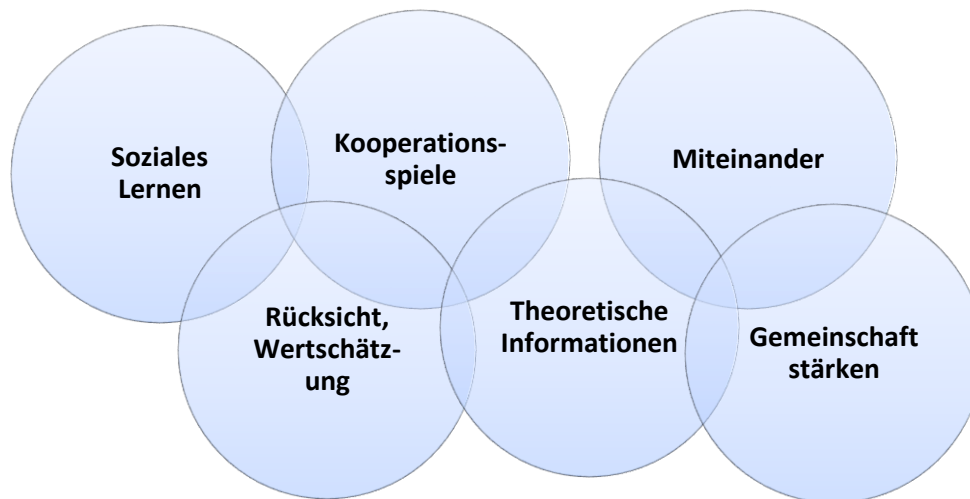 Soziales
Lernen
Kooperations-
spiele
Miteinander
Rücksicht,
Wertschätz-
ung
Theoretische
Informationen
Gemeinschaft
stärken